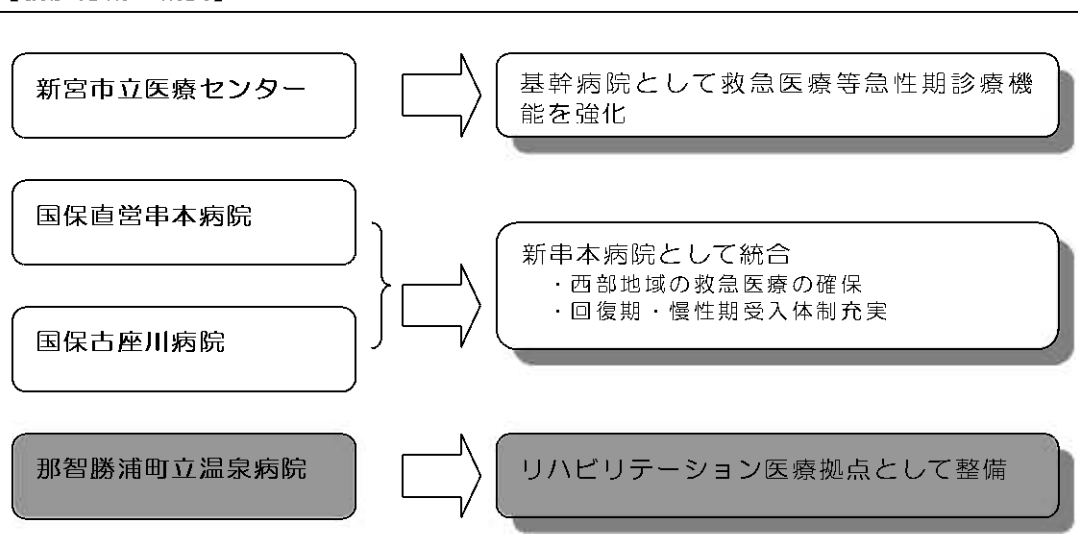 新宮市立医療センター
基幹病院として救急医療等急性期診療機
能を強化
国保直営串本病院
国保古座川病院
新串本病院として統合
・西部地域の救急医療の確保
・回復期・慢性期受入体制充実
那智勝浦町立温泉病院
リハビリテーション医療拠点として整備